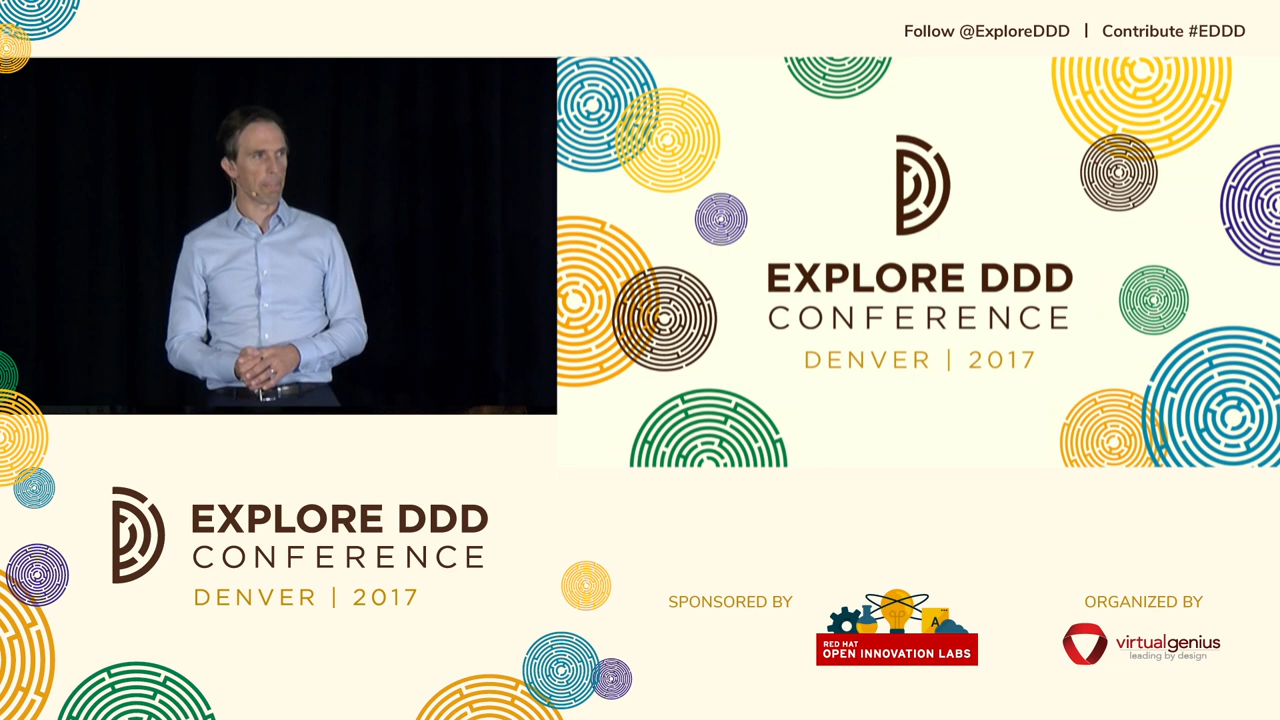 Follow @ExploreDDD | Contribute #EDDD
EXPLORE DDD
CONFERENCE
DENVER | 2017
EXPLORE DDD
CONFERENCE
DENVER | 2017
SPONSORED BY
RED HAT
OPEN INNOVATION LABS
A
ORGANIZED BY
virtualgenius
leading by design